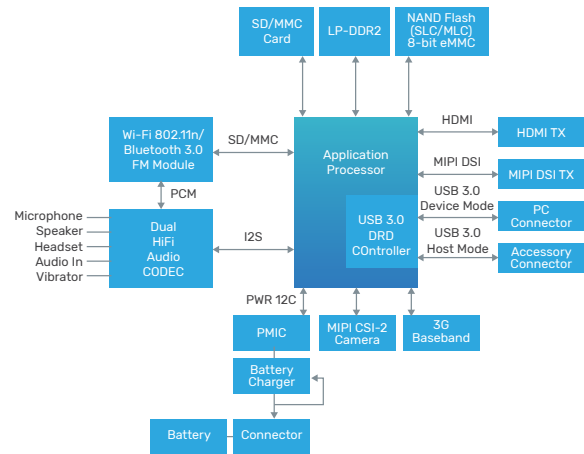 SD/MMC
Card
LP-DDR2
NAND Flash
(SLC/MLC)
8-bit eMMC
Wi-Fi 802.11n/
Bluetooth 3.0
FM Module
SD/MMC
Application
Processor
HDMI
HDMI TX
MIPI DSI
MIPI DSI TX
PCM
USB 3.0
Device Mode
PC
Connector
Microphone
Speaker
Headset
Audio In
Vibrator
Dual
HiFi
Audio
CODEC
I2S
USB 3.0
DRD
COntroller
USB 3.0
Host Mode
Accessory
Connector
PWR 12C
PMIC
MIPI CSI-2
Camera
3G
Baseband
Battery
Charger
Battery
Connector